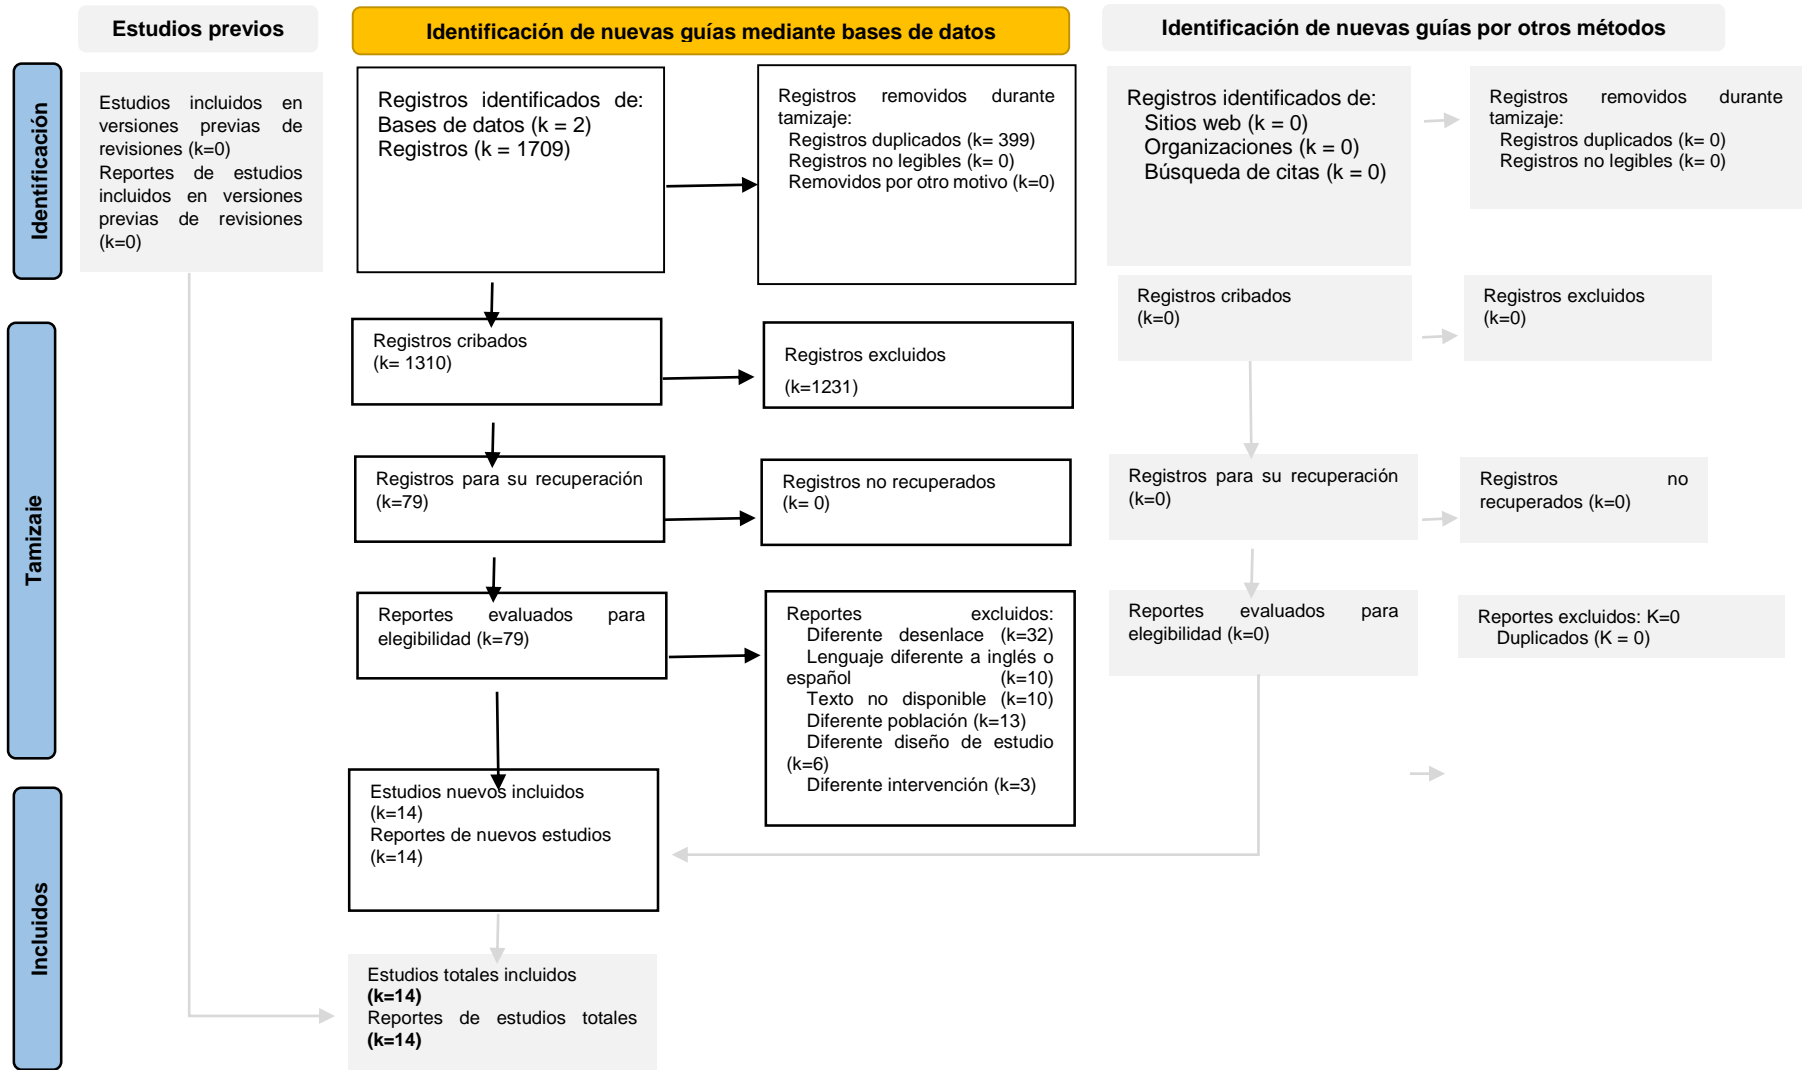 Estudios previos
Identificación de nuevas guías mediante bases de datos
Identificación de nuevas guías por otros métodos
Identificación
Estudios incluidos en
versiones previas de
revisiones (k=0)
Reportes de estudios
incluidos en versiones
previas de revisiones
(k=0)
Registros identificados de:
Bases de datos (k = 2)
Registros (k = 1709)
Registros removidos durante
tamizaje:
Registros duplicados (k= 399)
Registros no legibles (k= 0)
Removidos por otro motivo (k=0)
Registros identificados de:
Sitios web (k = 0)
Organizaciones (k = 0)
Búsqueda de citas (k = 0)
Registros removidos durante
tamizaje:
Registros duplicados (k= 0)
Registros no legibles (k= 0)
Tamizaje
Registros cribados
(k= 1310)
Registros excluidos
(k=1231)
Registros cribados
(k=0)
Registros excluidos
(k=0)
Registros para su recuperación
(k=79)
Registros no recuperados
(k= 0)
Registros para su recuperación
(k=0)
Registros no
recuperados (k=0)
Reportes evaluados para
elegibilidad (k=79)
Reportes excluidos:
Diferente desenlace (k=32)
Lenguaje diferente a inglés o
español (k=10)
Texto no disponible (k=10)
Diferente población (k=13)
Diferente diseño de estudio
(k=6)
Diferente intervención (k=3)
Reportes evaluados para
elegibilidad (k=0)
Reportes excluidos: K=0
Duplicados (K = 0)
Incluidos
Estudios nuevos incluidos
(k=14)
Reportes de nuevos estudios
(k=14)
Estudios totales incluidos
(k=14)
Reportes de estudios totales
(k=14)